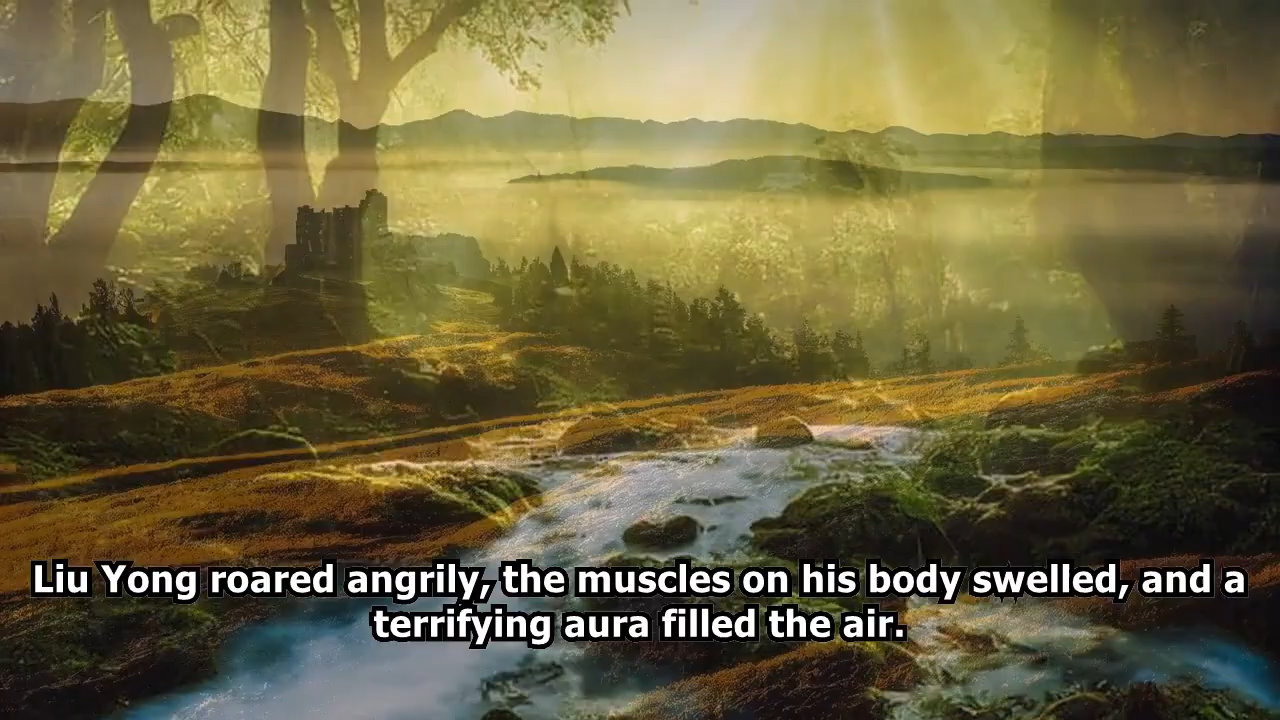 Liu Yong roared angrily, the muscles on his body swelled, and a
terrifying aura filled the air.